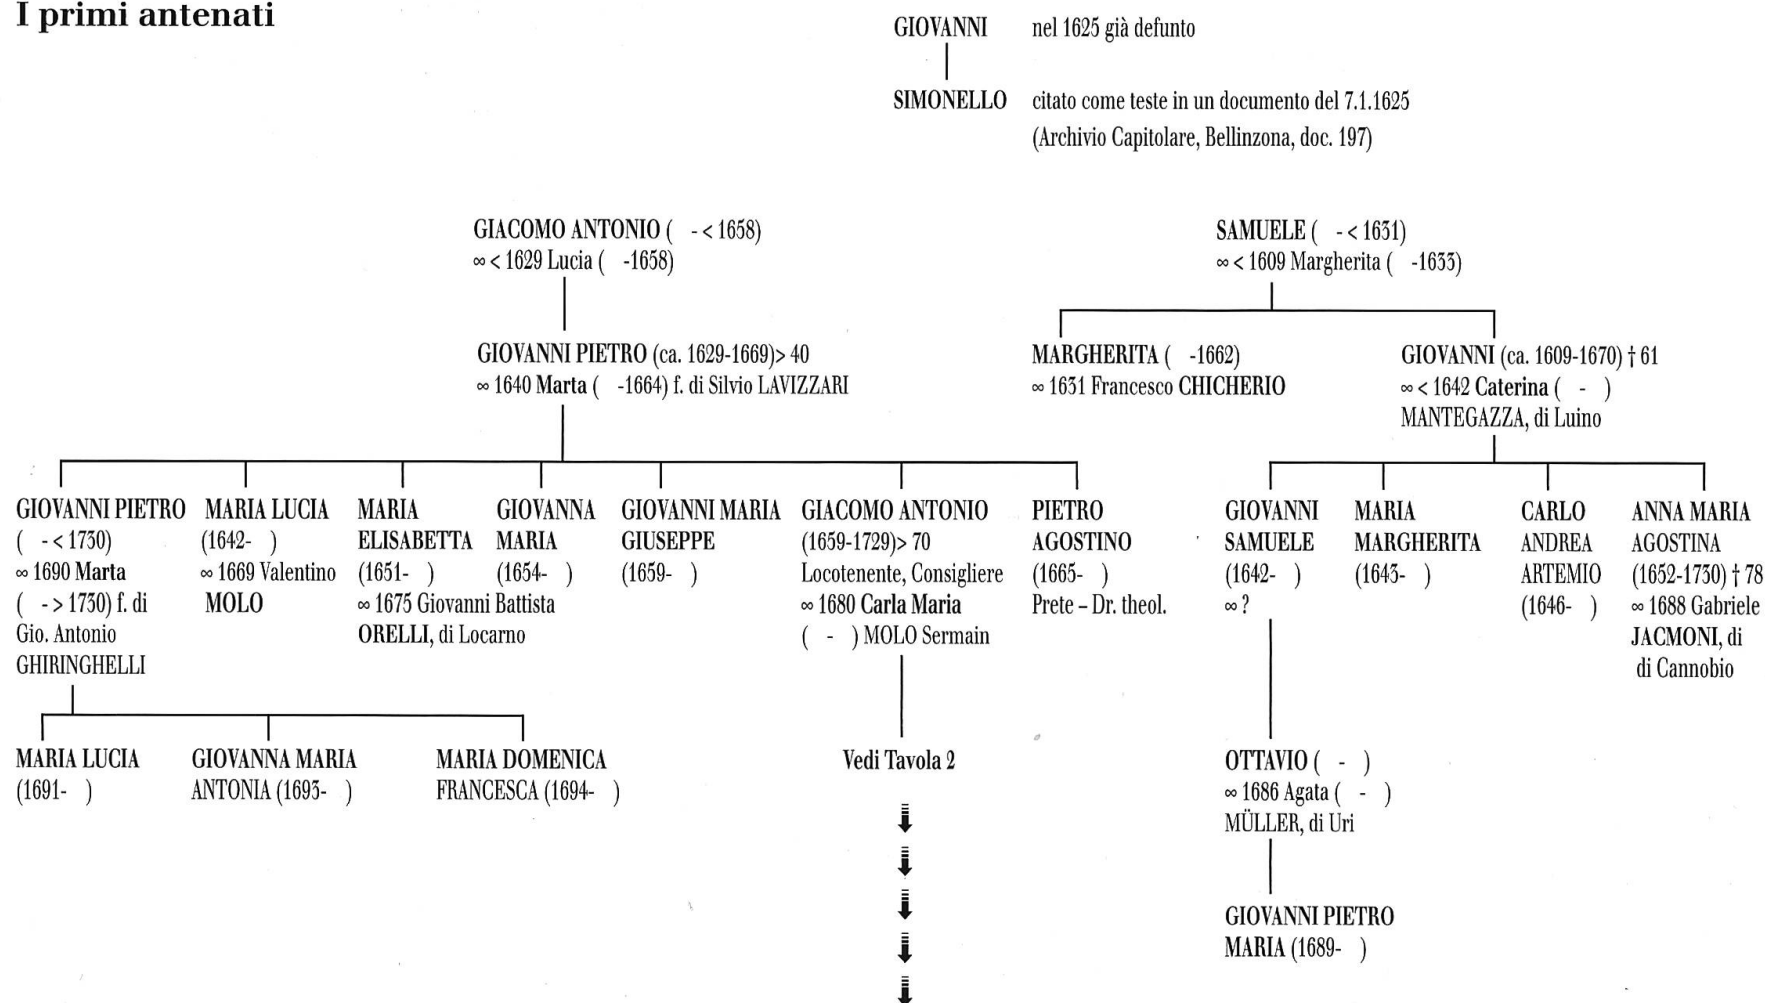 I primi antenati
GIOVANNI nel 1625 già defunto
SIMONELLO citato come teste in un documento del 7.1.1625
(Archivio Capitolare, Bellinzona, doc. 197)
GIACOMO ANTONIO ( - < 1658)
∞ < 1629 Lucia ( -1658)
SAMUELE ( - < 1631)
∞ < 1609 Margherita ( -1633)
GIOVANNI PIETRO (ca. 1629-1669)> 40
∞ 1640 Marta ( -1664) f. di Silvio LAVIZZARI
MARGHERITA ( -1662)
∞ 1631 Francesco CHICHERIO
GIOVANNI (ca. 1609-1670) † 61
∞ < 1642 Caterina ( - )
MANTEGAZZA, di Luino
GIOVANNI PIETRO
( - < 1730)
∞ 1690 Marta
( - > 1730) f. di
Gio. Antonio
GHIRINGHELLI
MARIA LUCIA
(1642- )
∞ 1669 Valentino
MOLO
MARIA
ELISABETTA
(1651- )
∞ 1675 Giovanni Battista
ORELLI, di Locarno
GIOVANNA
MARIA
(1654- )
GIOVANNI MARIA
GIUSEPPE
(1659- )
GIACOMO ANTONIO
(1659-1729)> 70
Locotenente, Consigliere
∞ 1680 Carla Maria
( - ) MOLO Sermain
PIETRO
AGOSTINO
(1665- )
Prete – Dr. theol.
GIOVANNI
SAMUELE
(1642- )
∞ ?
MARIA
MARGHERITA
(1643- )
CARLO
ANDREA
ARTEMIO
(1646- )
ANNA MARIA
AGOSTINA
(1652-1730) † 78
∞ 1688 Gabriele
JACMONI, di
di Cannobio
MARIA LUCIA
(1691- )
GIOVANNA MARIA
ANTONIA (1693- )
MARIA DOMENICA
FRANCESCA (1694- )
Vedi Tavola 2
OTTAVIO ( - )
∞ 1686 Agata ( - )
MÜLLER, di Uri
GIOVANNI PIETRO
MARIA (1689- )